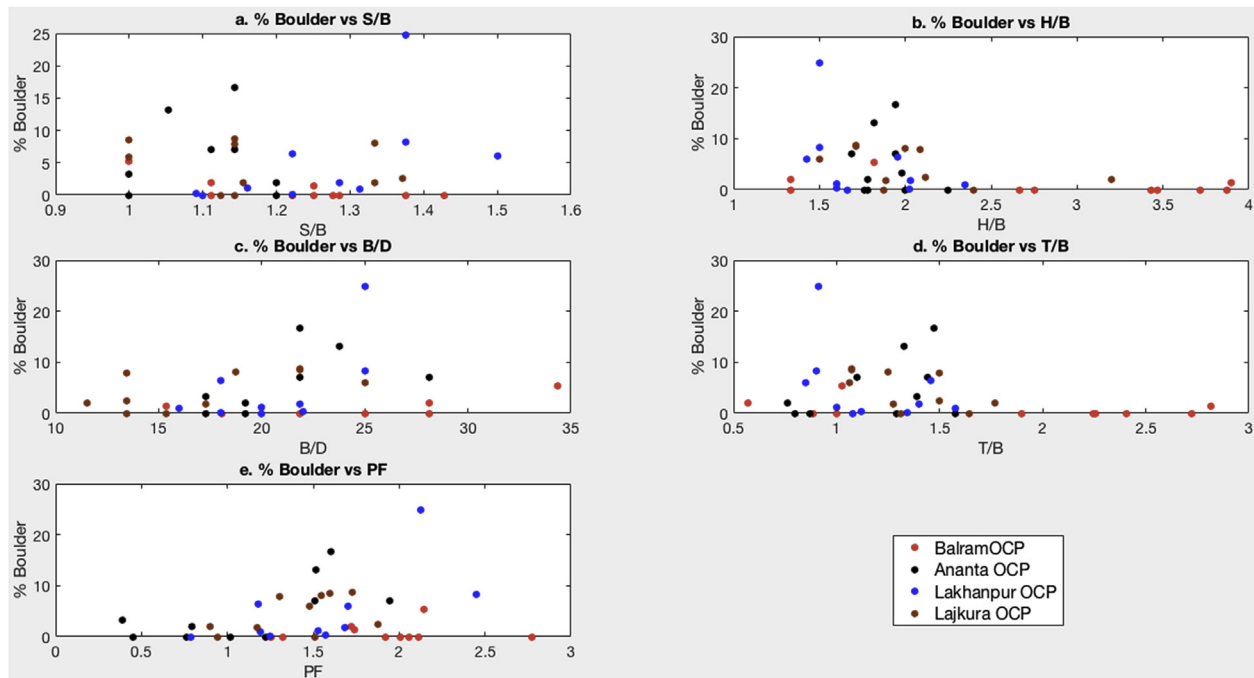 a. % Boulder vs S/B
25
20
15
10
5
0
% Boulder
0.9 1 1.1 1.2 1.3 1.4 1.5 1.6
S/B
b. % Boulder vs H/B
30
20
10
0
% Boulder
1 1.5 2 2.5 3 3.5 4
H/B
c. % Boulder vs B/D
30
20
10
0
% Boulder
10 15 20 25 30 35
B/D
d. % Boulder vs T/B
30
20
10
0
% Boulder
0.5 1 1.5 2 2.5 3
T/B
e. % Boulder vs PF
30
20
10
0
% Boulder
0 0.5 1 1.5 2 2.5 3
PF
BalramOCP
Ananta OCP
Lakhanpur OCP
Lajkura OCP